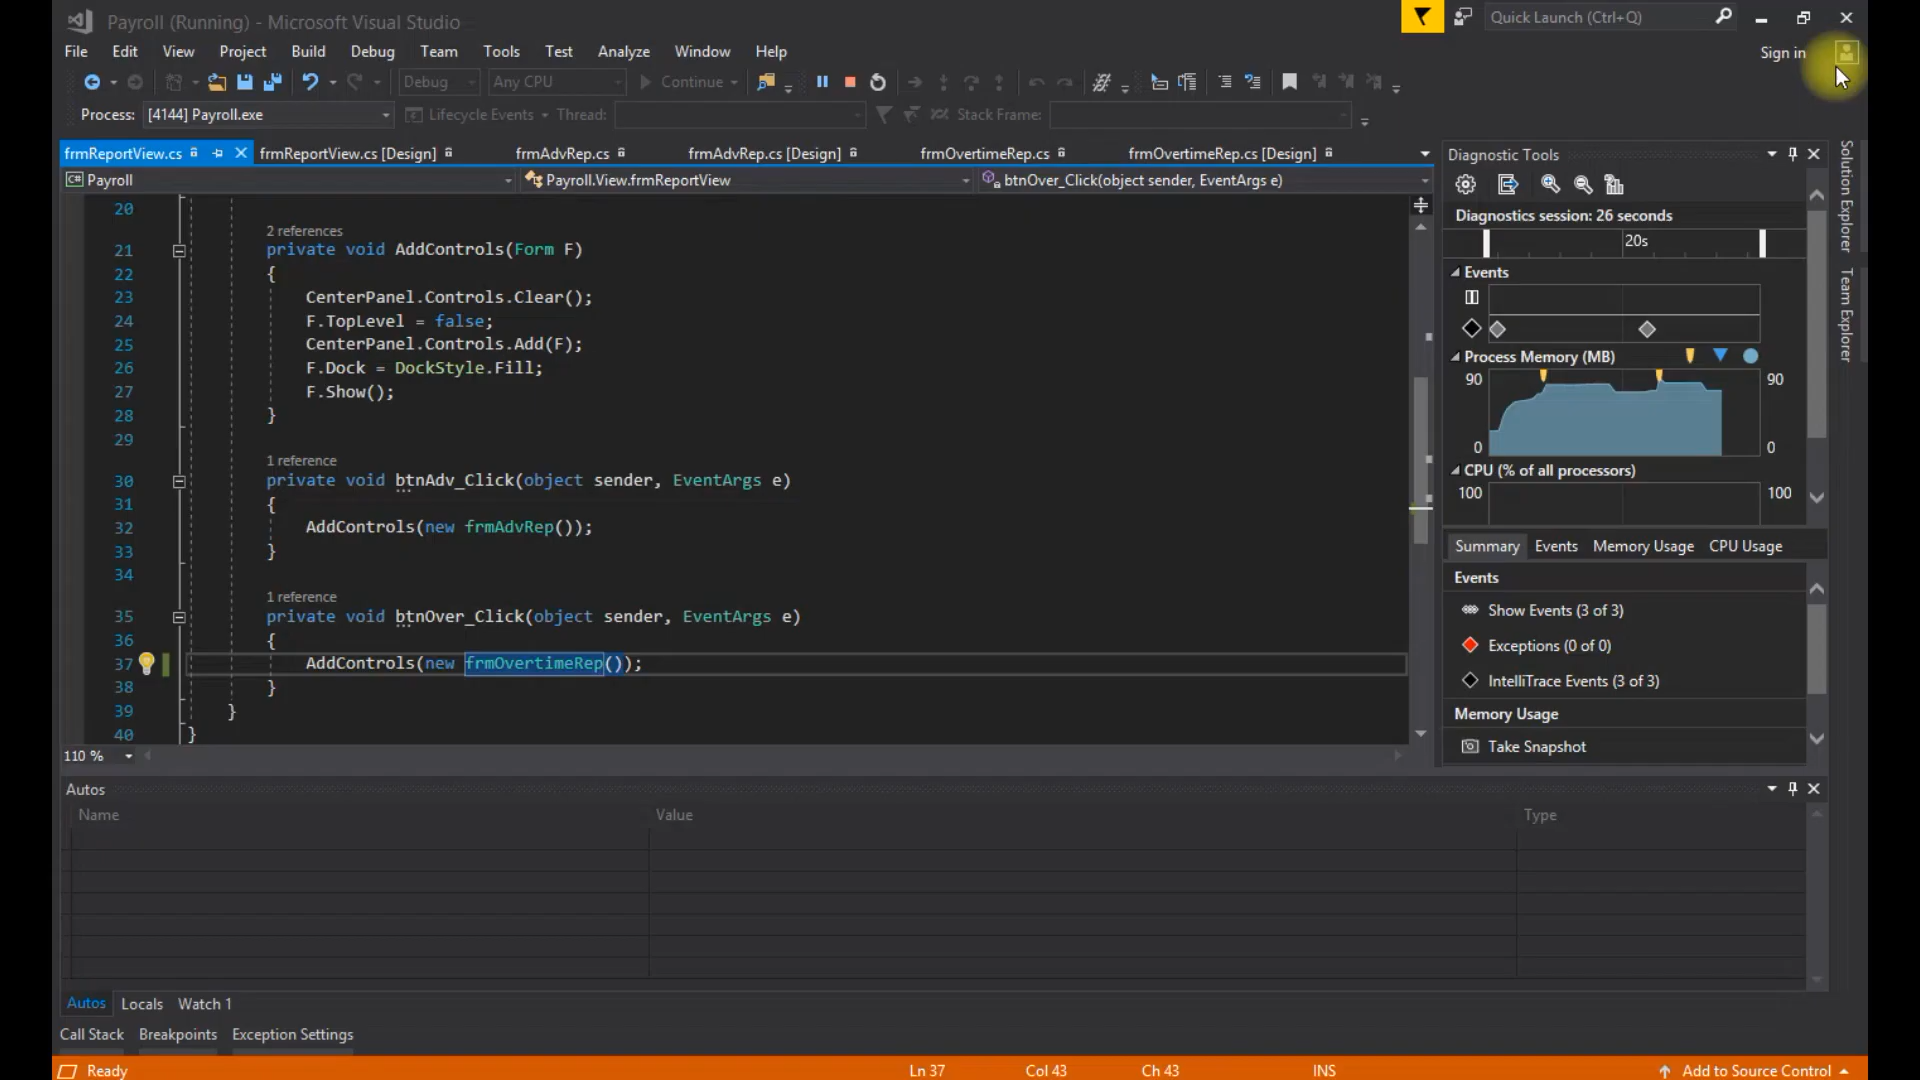 Payroll (Running) - Microsoft Visual Studio
Quick Launch (Ctrl+Q)
File Edit View Project Build Debug Team Tools Test Analyze Window Help
Sign in
Debug Any CPU Continue
Process: [4144] Payroll.exe Lifecycle Events Thread: Stack Frame:
frmReportView.cs frmReportView.cs [Design] frmAdvRep.cs frmAdvRep.cs [Design] frmOvertimeRep.cs frmOvertimeRep.cs [Design]
C# Payroll Payroll.View.frmReportView btnOver_Click(object sender, EventArgs e)
20
2 references
21 private void AddControls(Form F)
22 {
23 CenterPanel.Controls.Clear();
24 F.TopLevel = false;
25 CenterPanel.Controls.Add(F);
26 F.Dock = DockStyle.Fill;
27 F.Show();
28 }
29
1 reference
30 private void btnAdv_Click(object sender, EventArgs e)
31 {
32 AddControls(new frmAdvRep());
33 }
34
1 reference
35 private void btnOver_Click(object sender, EventArgs e)
36 {
37 AddControls(new frmOvertimeRep());
38 }
39 }
40 }
110 %
Diagnostic Tools
Diagnostics session: 26 seconds
20s
Events
Process Memory (MB)
90 90
0 0
CPU (% of all processors)
100 100
Summary Events Memory Usage CPU Usage
Events
Show Events (3 of 3)
Exceptions (0 of 0)
IntelliTrace Events (3 of 3)
Memory Usage
Take Snapshot
Solution Explorer
Team Explorer
Autos
Name Value Type
Autos Locals Watch 1
Call Stack Breakpoints Exception Settings
Ready Ln 37 Col 43 Ch 43 INS Add to Source Control